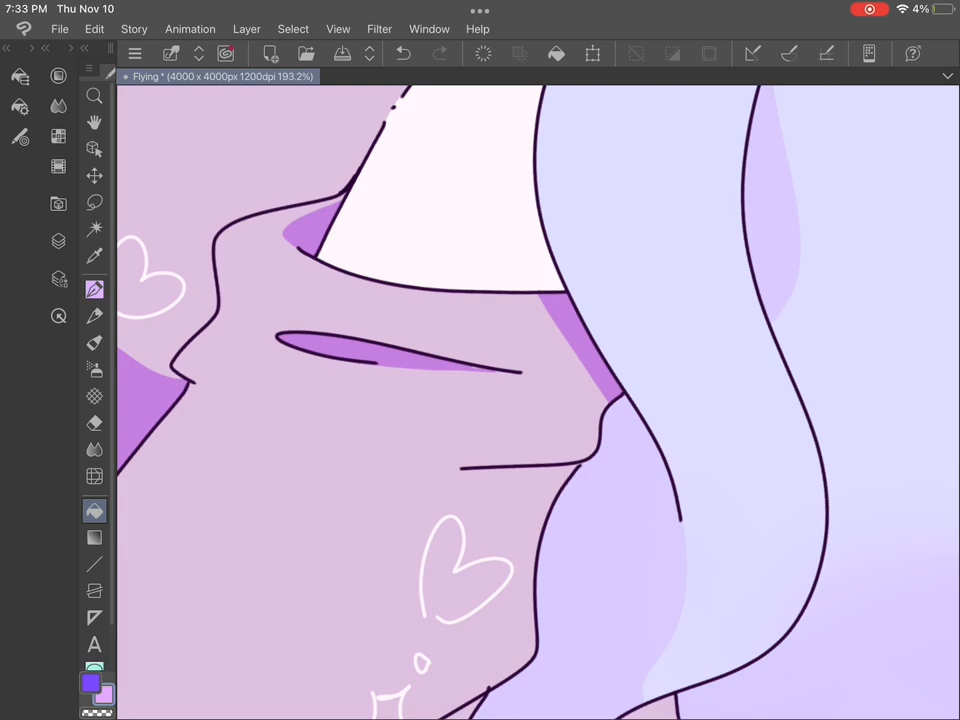 7:33 PM Thu Nov 10 4%
File Edit Story Animation Layer Select View Filter Window Help
Flying * (4000 x 4000px 1200dpi 193.2%)
A